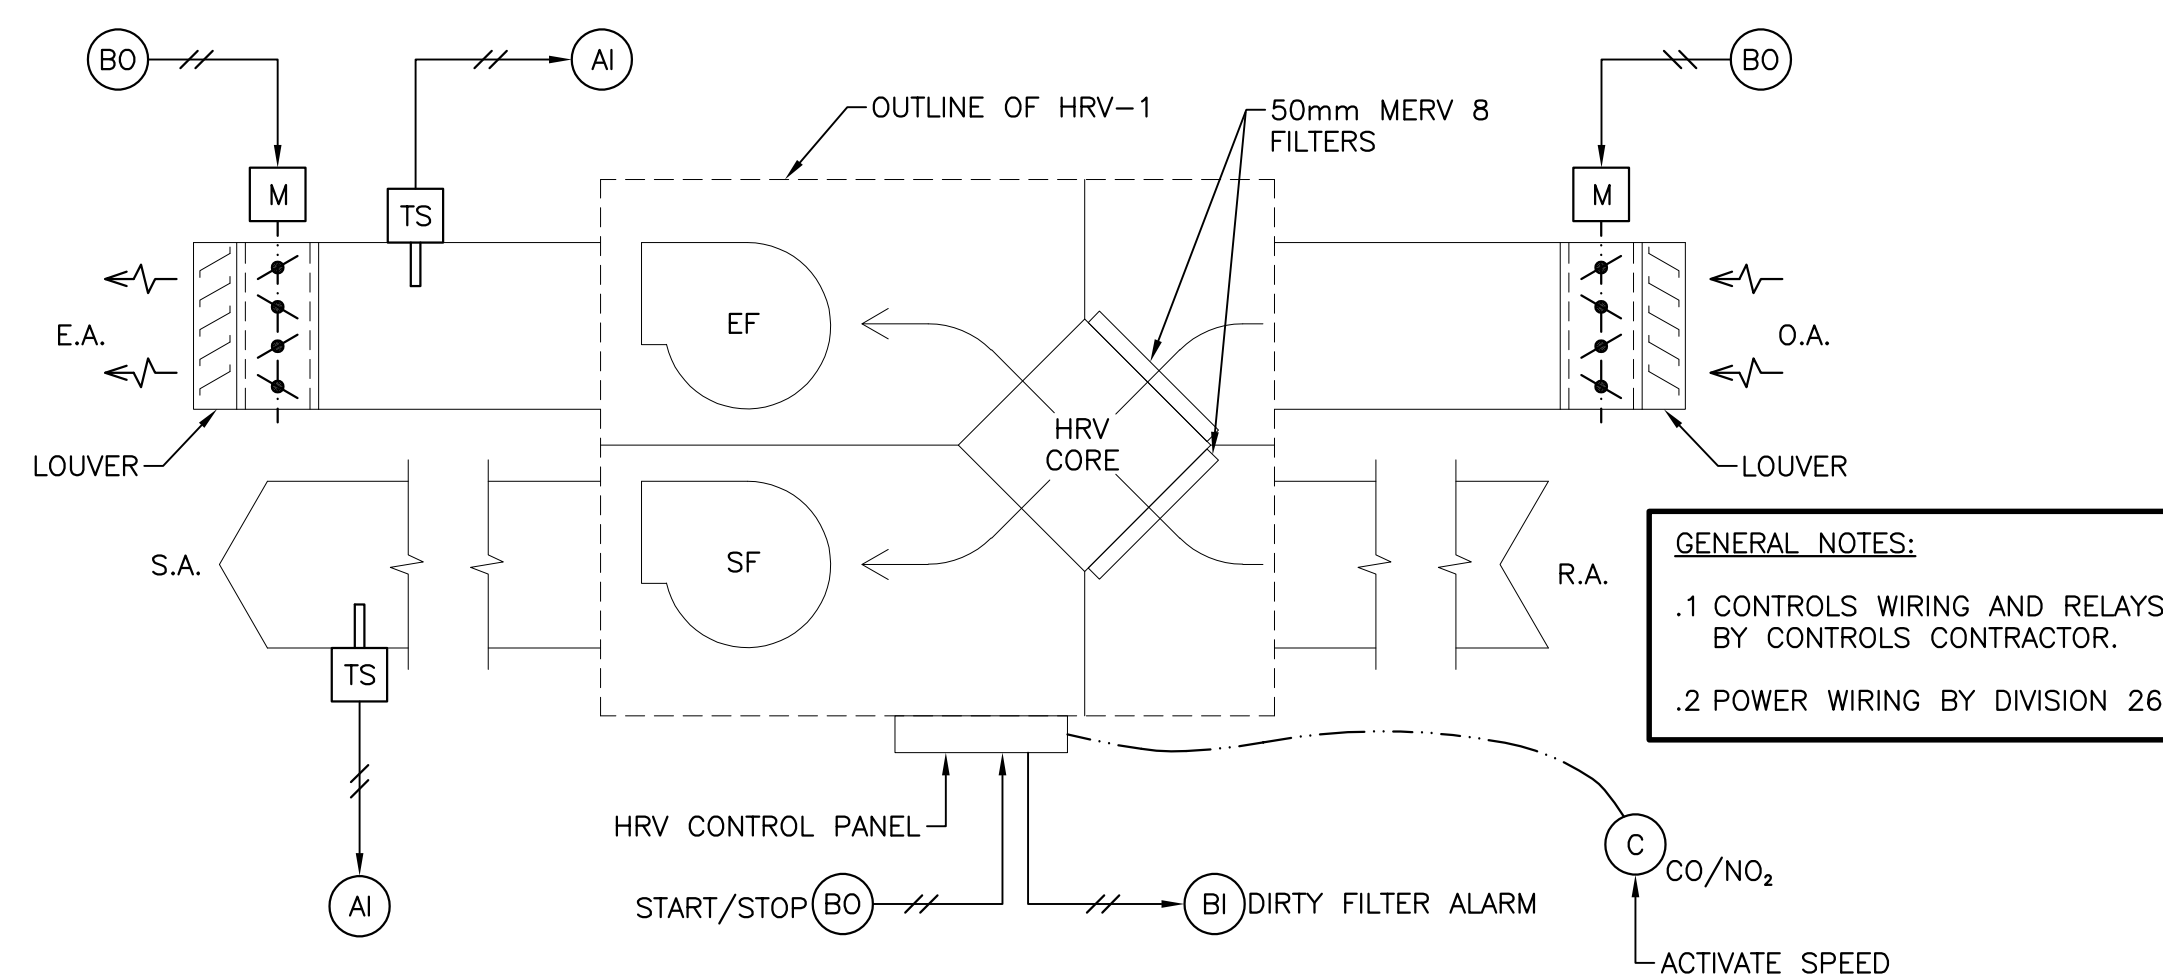 BO
AI
BO
OUTLINE OF HRV-1
50mm MERV 8
FILTERS
M
TS
M
E.A.
EF
O.A.
HRV
CORE
LOUVER
LOUVER
S.A.
SF
R.A.
GENERAL NOTES:
.1 CONTROLS WIRING AND RELAYS
BY CONTROLS CONTRACTOR.
.2 POWER WIRING BY DIVISION 26
TS
HRV CONTROL PANEL
C
CO/NO₂
AI
START/STOP
BO
BI
DIRTY FILTER ALARM
ACTIVATE SPEED